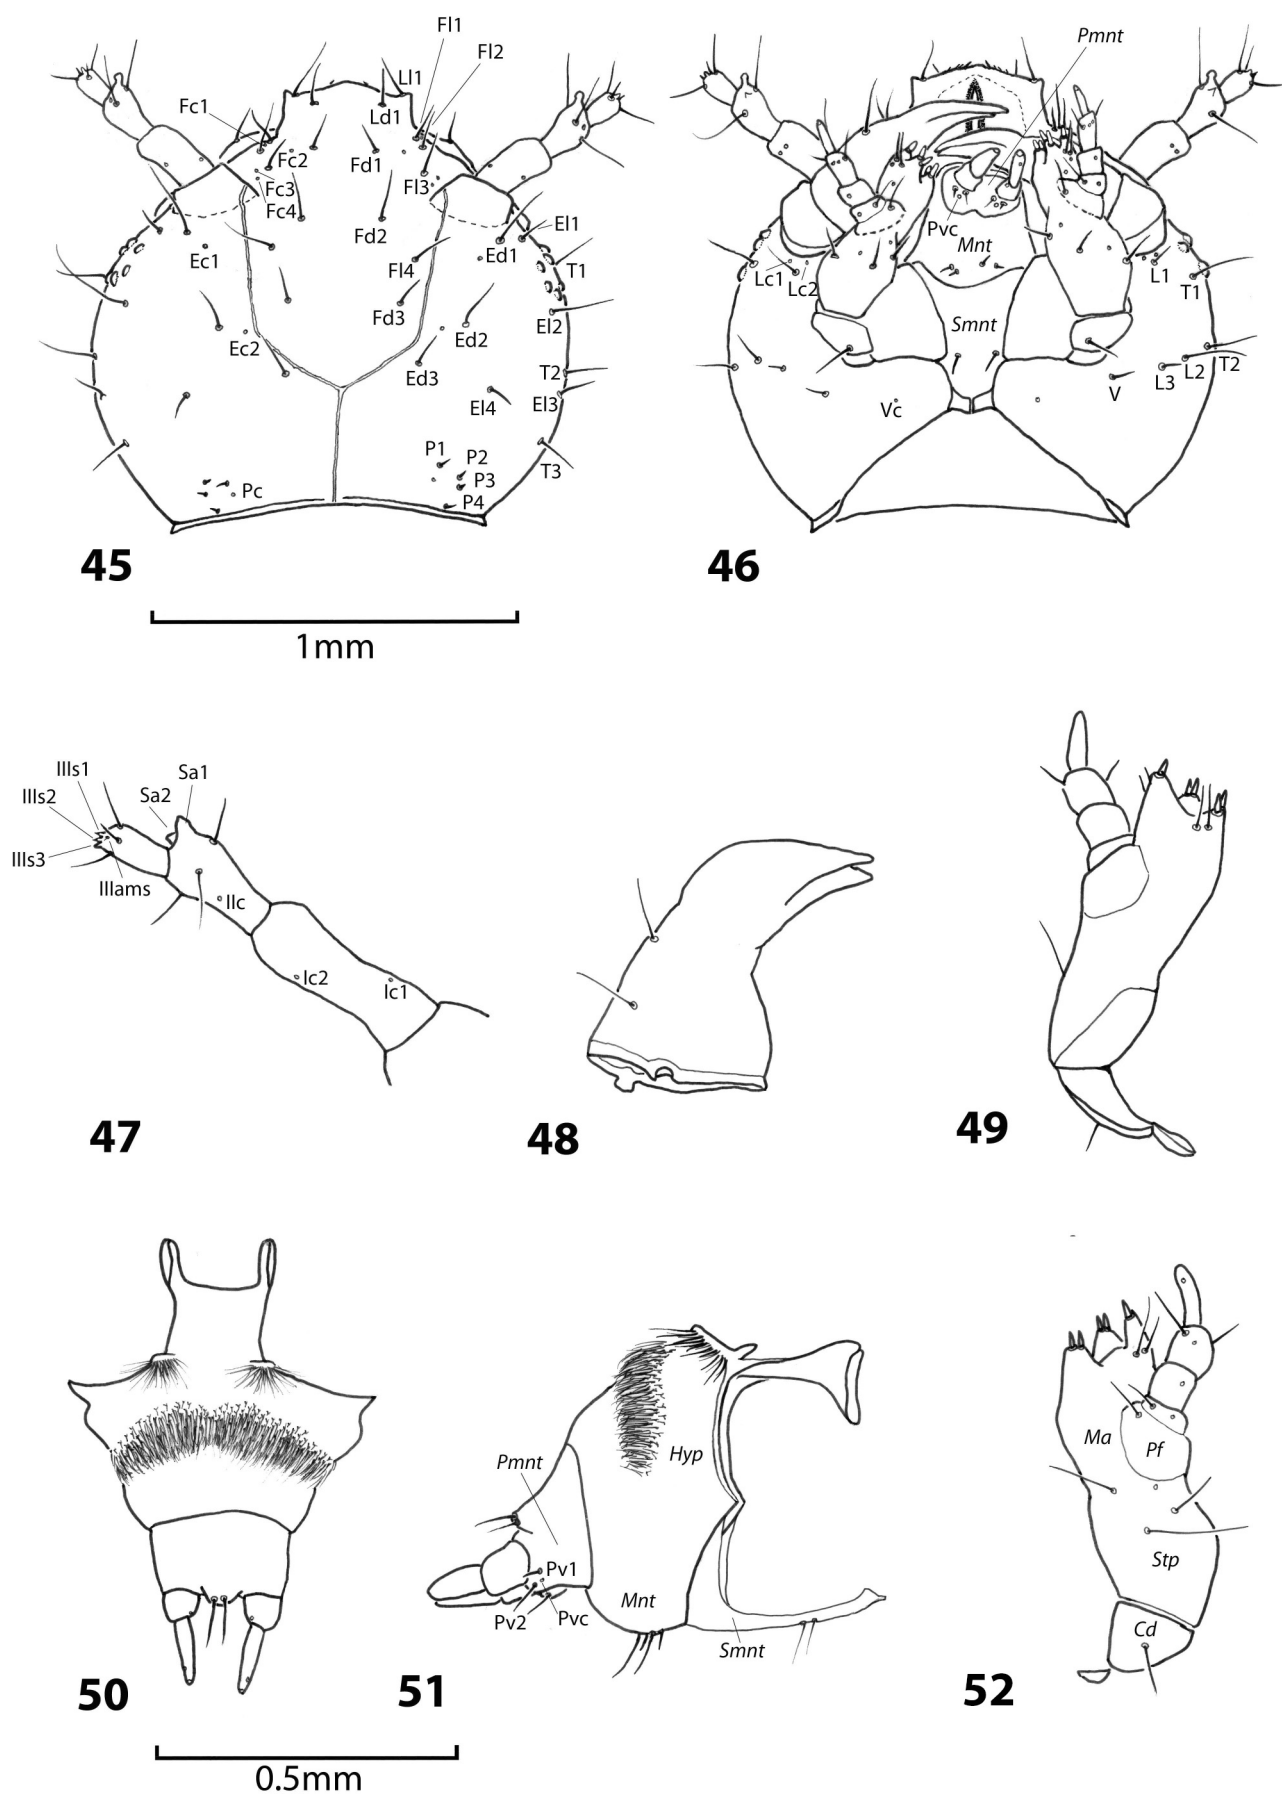 Fl1
Fl2
Ll1
Fc1
Ld1
Fc2
Fd1
Fl3
Fc3
Fc4
Fd2
El1
Ec1
Ed1
Fl4
T1
Fd3
El2
Ec2
Ed2
Ed3
T2
El4
El3
P1
P2
P3
T3
Pc
P4
45
1mm
Pmnt
Pvc
Mnt
Lc1
Lc2
L1
T1
Smnt
L3
L2
T2
V
Vc
46
IIIs1
Sa1
IIIs2
Sa2
IIIs3
IIIams
IIc
Ic2
Ic1
47
48
49
50
Hyp
Pmnt
Pv1
Pv2
Pvc
Mnt
Smnt
51
Ma
Pf
Stp
Cd
52
0.5mm